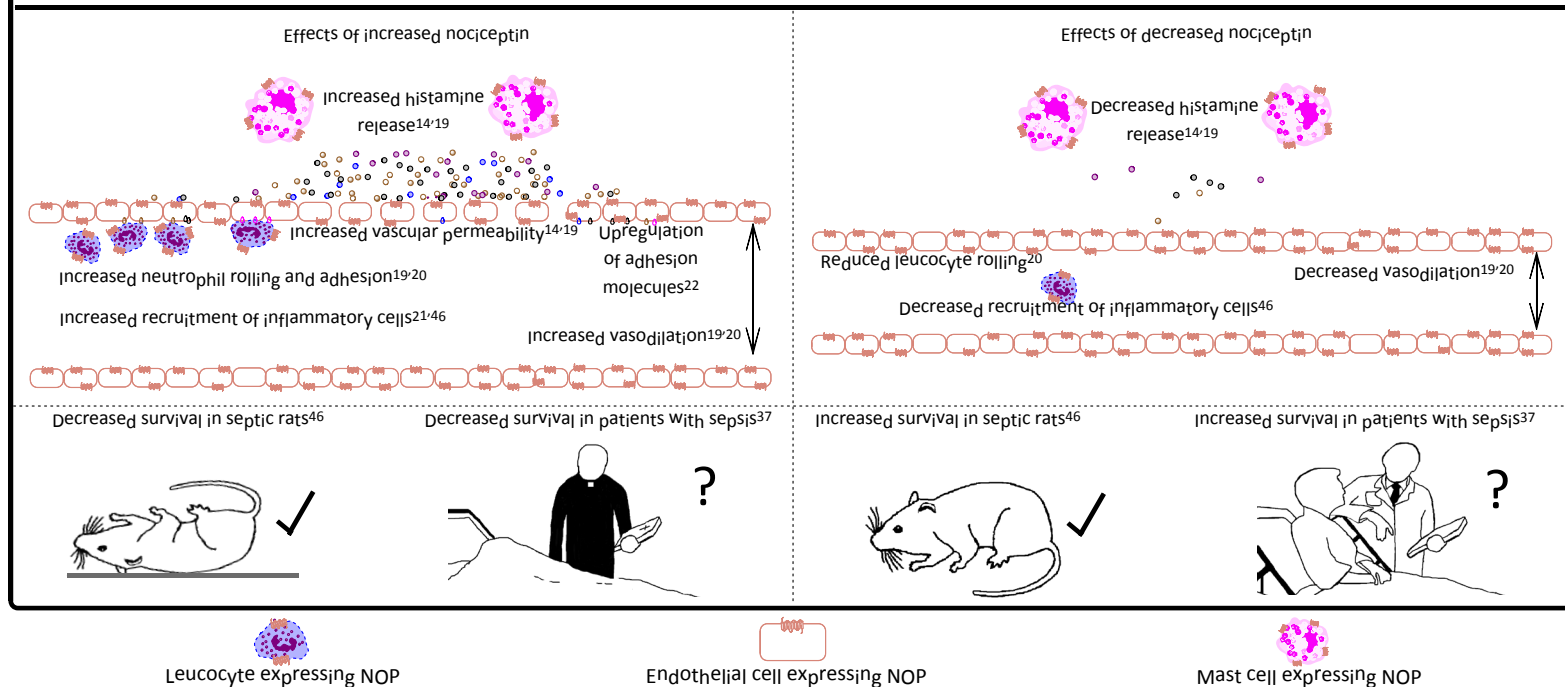 Effects of increased nociceptin
Increased histamine
release14,19
Increased vascular permeability14,19
Upregulation
of adhesion
molecules22
Increased neutrophil rolling and adhesion19,20
Increased recruitment of inflammatory cells21,46
Increased vasodilation19,20
Effects of decreased nociceptin
Decreased histamine
release14,19
Reduced leucocyte rolling20
Decreased vasodilation19,20
Decreased recruitment of inflammatory cells46
Decreased survival in septic rats46
Decreased survival in patients with sepsis37
?
Increased survival in septic rats46
Increased survival in patients with sepsis37
?
Leucocyte expressing NOP
Endothelial cell expressing NOP
Mast cell expressing NOP